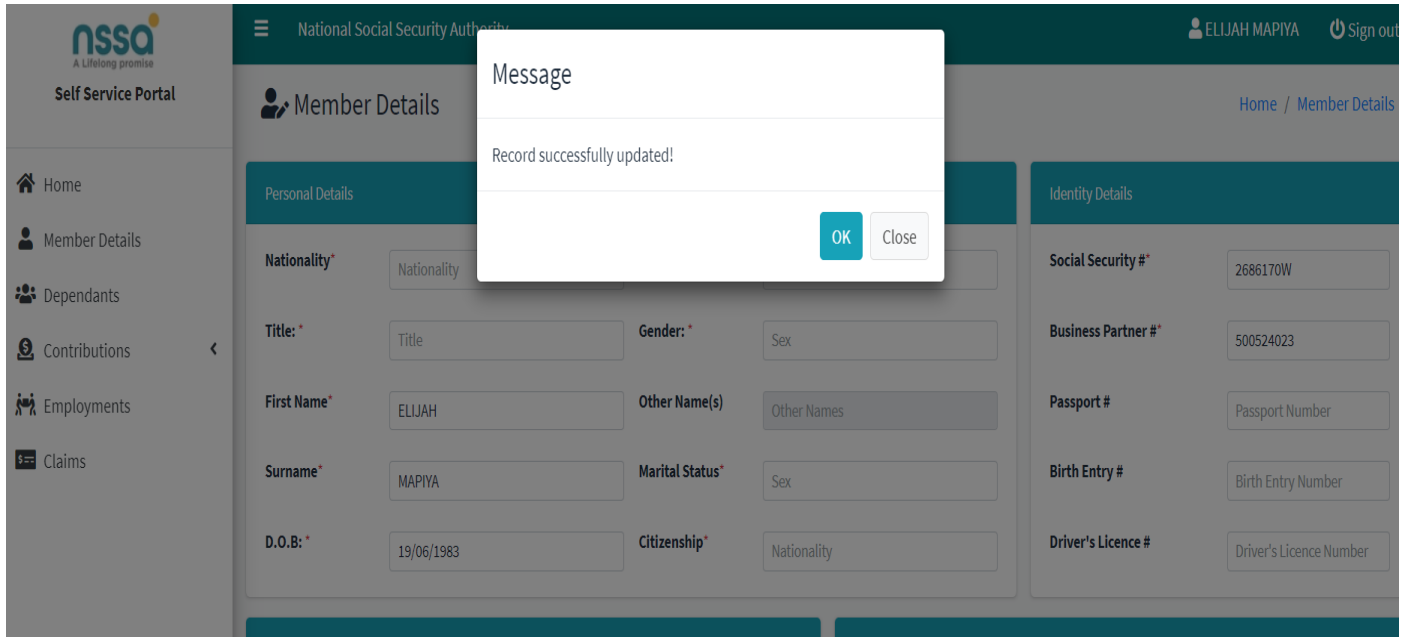 nssa
A Lifelong promise
Self Service Portal
Home
Member Details
Dependants
Contributions
Employments
Claims
National Social Security Authority
ELIJAH MAPIYA
Sign out
Member Details
Home / Member Details
Message
Record successfully updated!
OK
Close
Personal Details
Nationality*
Nationality
Title: *
Title
Gender: *
Sex
First Name*
ELIJAH
Other Name(s)
Other Names
Surname*
MAPIYA
Marital Status*
Sex
D.O.B: *
19/06/1983
Citizenship*
Nationality
Identity Details
Social Security #*
2686170W
Business Partner #*
500524023
Passport #
Passport Number
Birth Entry #
Birth Entry Number
Driver's Licence #
Driver's Licence Number